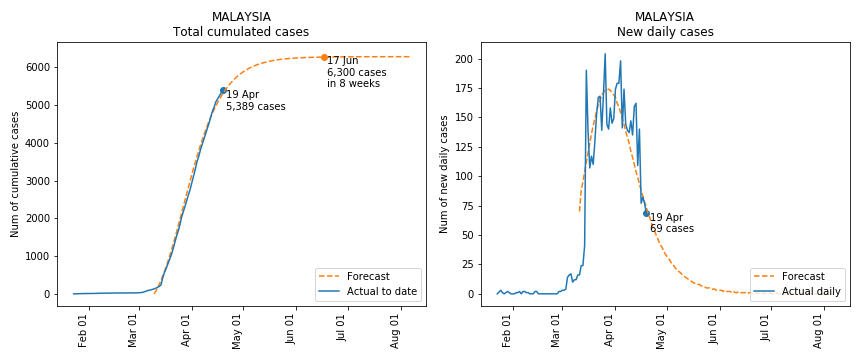 MALAYSIA
Total cumulated cases
Num of cumulative cases
6000
5000
4000
3000
2000
1000
0
17 Jun
6,300 cases
in 8 weeks
19 Apr
5,389 cases
Forecast
Actual to date
Feb 01
Mar 01
Apr 01
May 01
Jun 01
Jul 01
Aug 01
MALAYSIA
New daily cases
Num of new daily cases
200
175
150
125
100
75
50
25
0
19 Apr
69 cases
Forecast
Actual daily
Feb 01
Mar 01
Apr 01
May 01
Jun 01
Jul 01
Aug 01